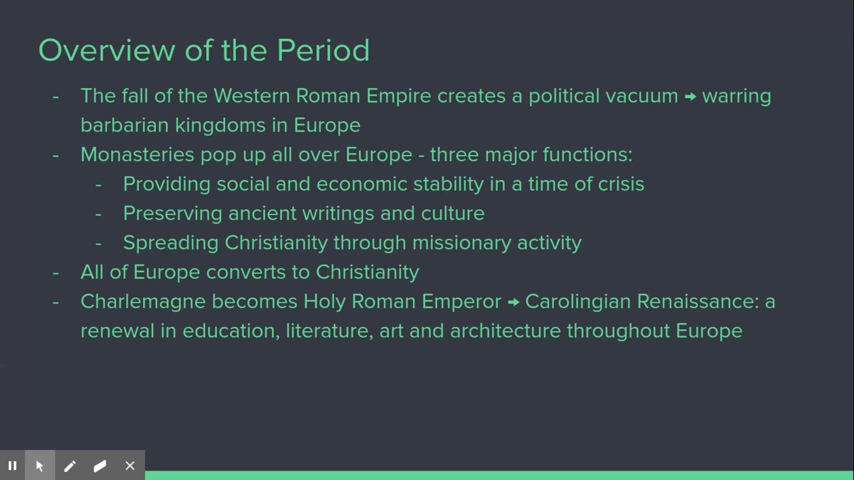 Overview of the Period
- The fall of the Western Roman Empire creates a political vacuum → warring
barbarian kingdoms in Europe
- Monasteries pop up all over Europe - three major functions:
- Providing social and economic stability in a time of crisis
- Preserving ancient writings and culture
- Spreading Christianity through missionary activity
- All of Europe converts to Christianity
- Charlemagne becomes Holy Roman Emperor → Carolingian Renaissance: a
renewal in education, literature, art and architecture throughout Europe